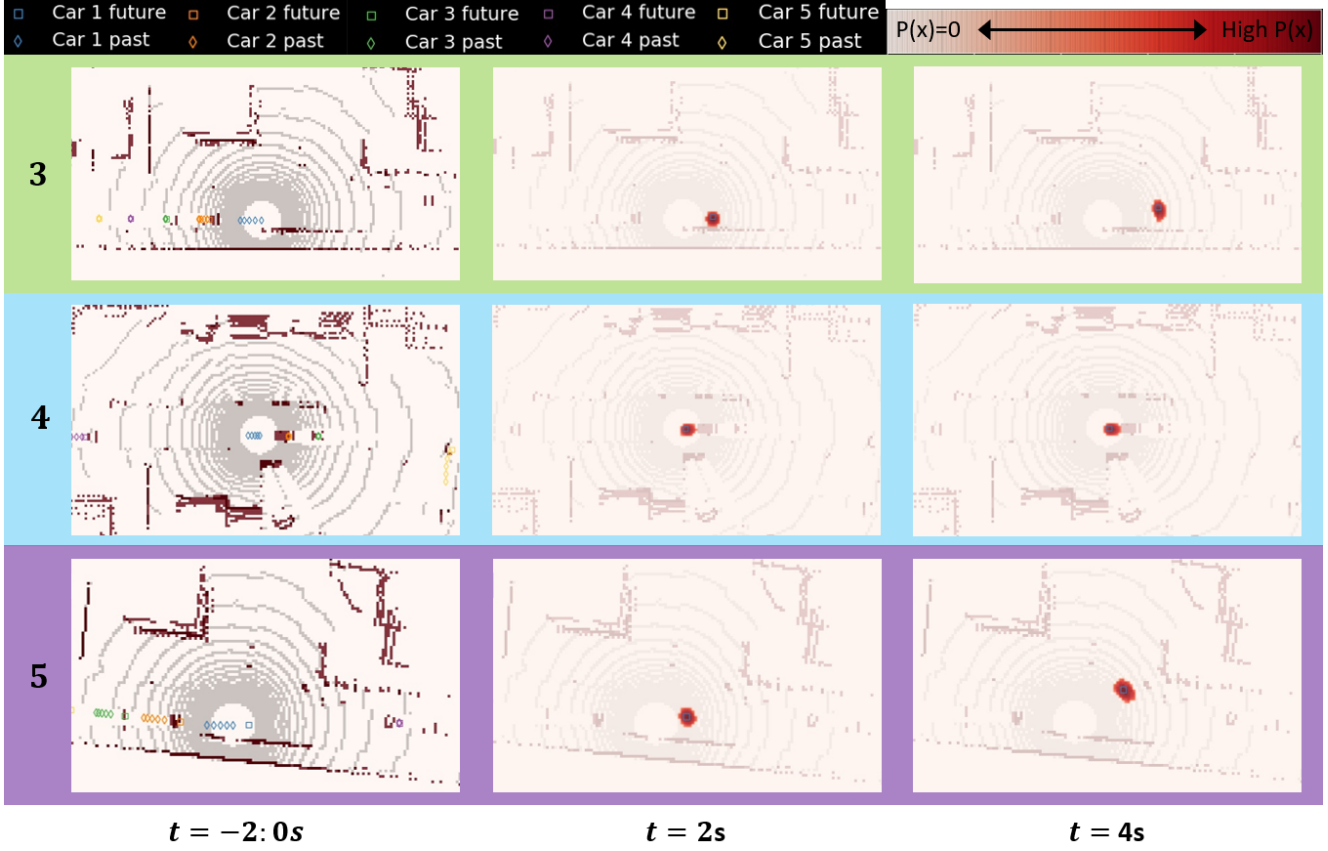 Car 1 future Car 2 future Car 3 future Car 4 future Car 5 future
Car 1 past Car 2 past Car 3 past Car 4 past Car 5 past
P(x)=0 High P(x)
3
4
5
t = −2: 0s t = 2s t = 4s